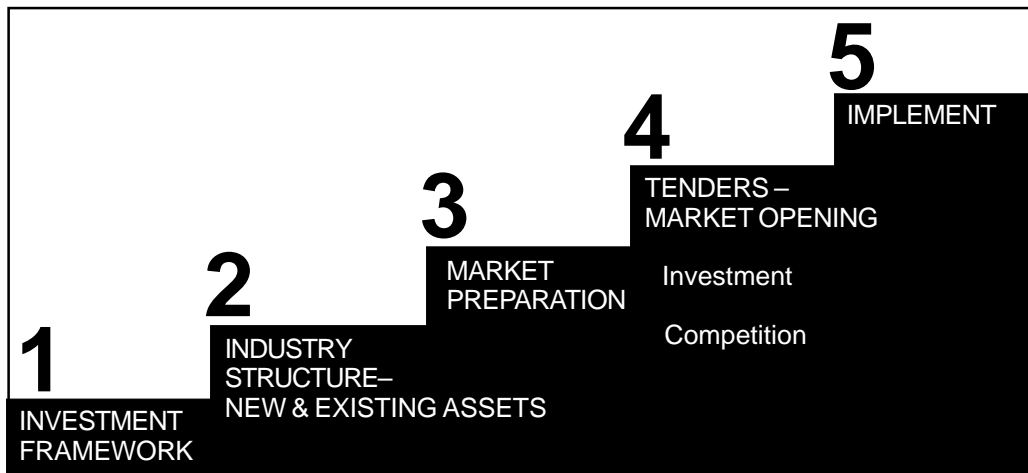 1
INVESTMENT
FRAMEWORK
2
INDUSTRY
STRUCTURE–
NEW & EXISTING ASSETS
3
MARKET
PREPARATION
4
TENDERS –
MARKET OPENING
Investment
Competition
5
IMPLEMENT